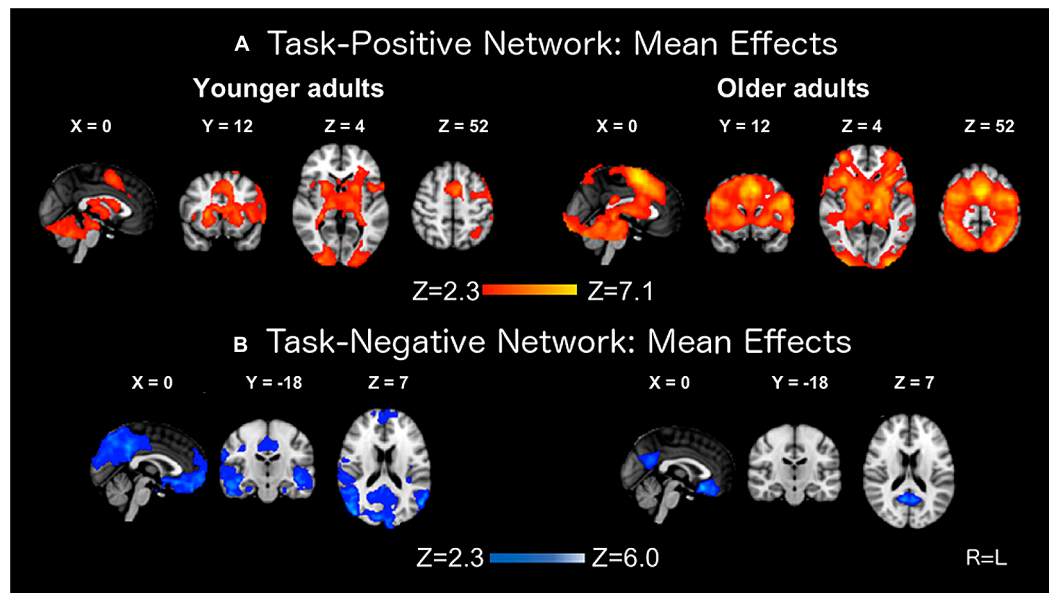 A Task-Positive Network: Mean Effects
Younger adults Older adults
X = 0 Y = 12 Z = 4 Z = 52 X = 0 Y = 12 Z = 4 Z = 52
Z=2.3 Z=7.1
B Task-Negative Network: Mean Effects
X = 0 Y = -18 Z = 7 X = 0 Y = -18 Z = 7
Z=2.3 Z=6.0 R=L